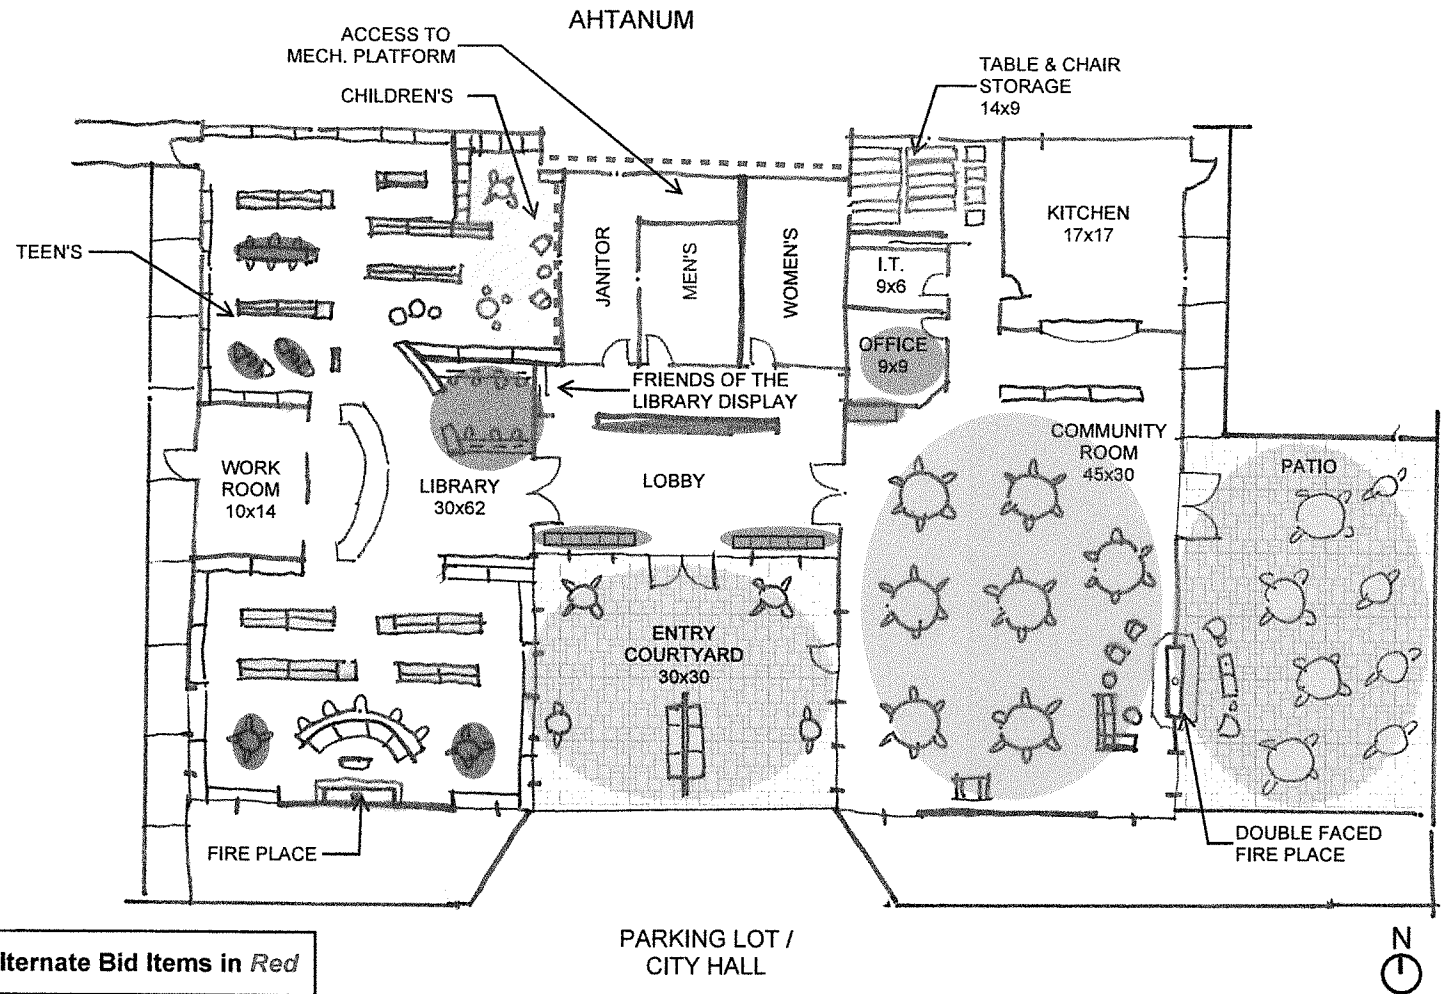 AHTANUM
ACCESS TO
MECH. PLATFORM
CHILDREN'S
TABLE & CHAIR
STORAGE
14x9
TEEN'S
JANITOR
MEN'S
WOMEN'S
I.T.
9x6
KITCHEN
17x17
OFFICE
9x9
FRIENDS OF THE
LIBRARY DISPLAY
WORK
ROOM
10x14
LIBRARY
30x62
LOBBY
COMMUNITY
ROOM
45x30
PATIO
ENTRY
COURTYARD
30x30
FIRE PLACE
DOUBLE FACED
FIRE PLACE
PARKING LOT /
CITY HALL
lternate Bid Items in Red
N